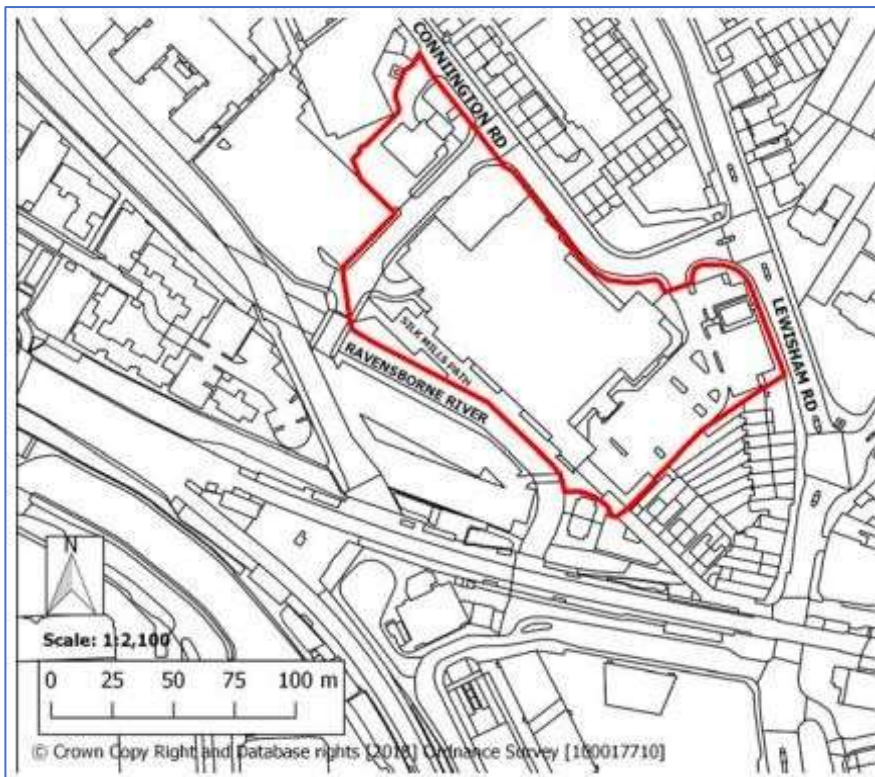 CONNIINGTON RD
LEWISHAM RD
SILK MILLS PATH
RAVENSBORNE RIVER
N
Scale: 1:2,100
0 25 50 75 100 m
© Crown Copy Right and Database rights [2018] Ordnance Survey [100017710]